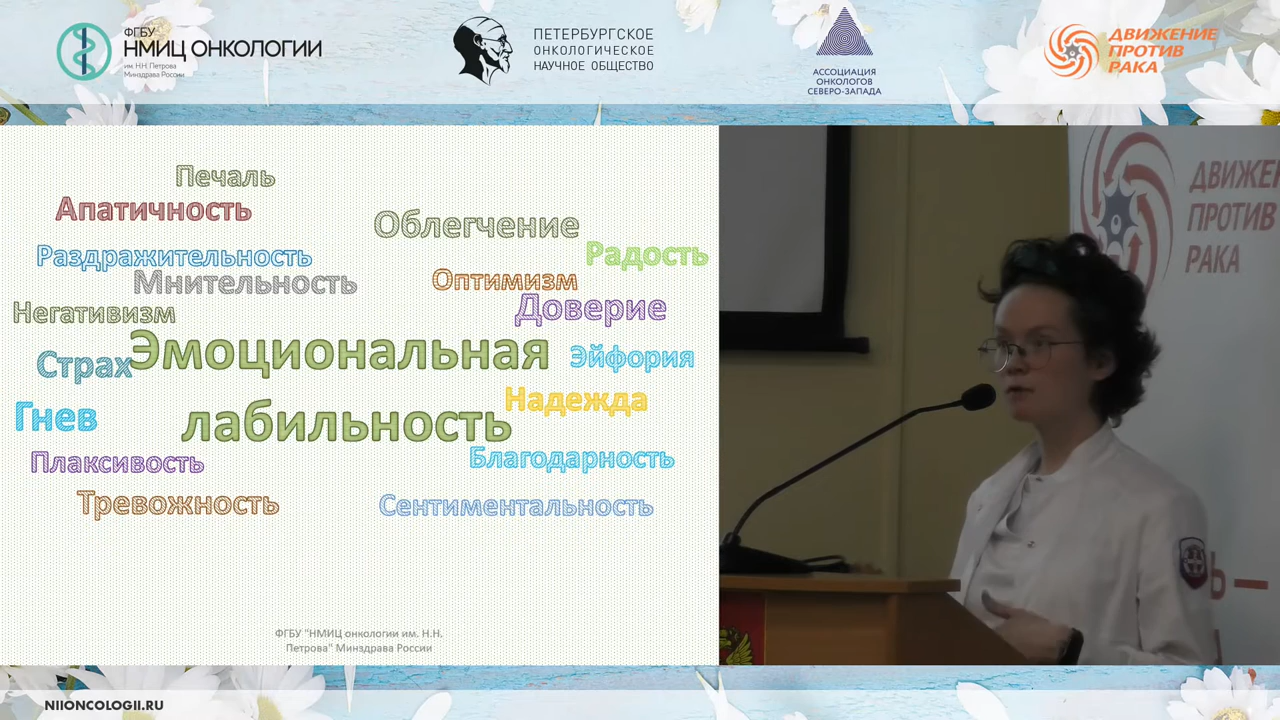 ФГБУ
НМИЦ ОНКОЛОГИИ
им. Н.Н. Петрова
Минздрава России
ПЕТЕРБУРГСКОЕ
ОНКОЛОГИЧЕСКОЕ
НАУЧНОЕ ОБЩЕСТВО
АССОЦИАЦИЯ
ОНКОЛОГОВ
СЕВЕРО-ЗАПАДА
ДВИЖЕНИЕ
ПРОТИВ
РАКА
Печаль
Апатичность
Облегчение
Раздражительность
Радость
Мнительность
Оптимизм
Негативизм
Доверие
Страх
Эмоциональная
Эйфория
Гнев
лабильность
Надежда
Плаксивость
Благодарность
Тревожность
Сентиментальность
ФГБУ "НМИЦ онкологии им. Н.Н.
Петрова" Минздрава России
ДВИЖЕН
ПРОТИВ
РАКА
Ь —
NIIONCOLOGII.RU